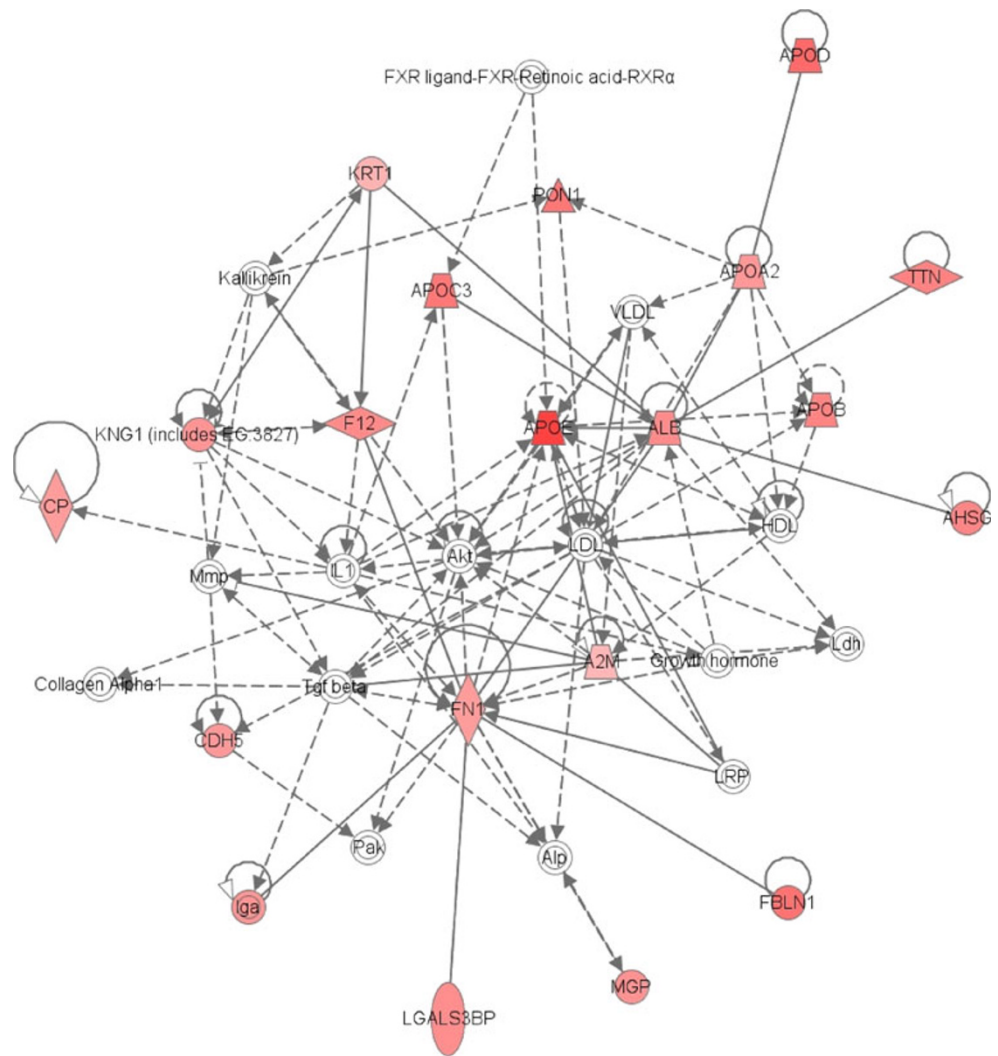 APOD
FXR ligand-FXR-Retinoic acid-RXRα
KRT1
PON1
Kallikrein
APOA2
TTN
APOC3
VLDL
KNG1 (includes EG:3827)
F12
APOE
ALB
APOB
CP
AHSG
HDL
Mmp
IL1
Akt
LDL
Collagen Alpha1
Tgf beta
A2M
Growth hormone
Ldh
CDH5
FN1
LRP
Pak
Alp
Iga
FBLN1
MGP
LGALS3BP